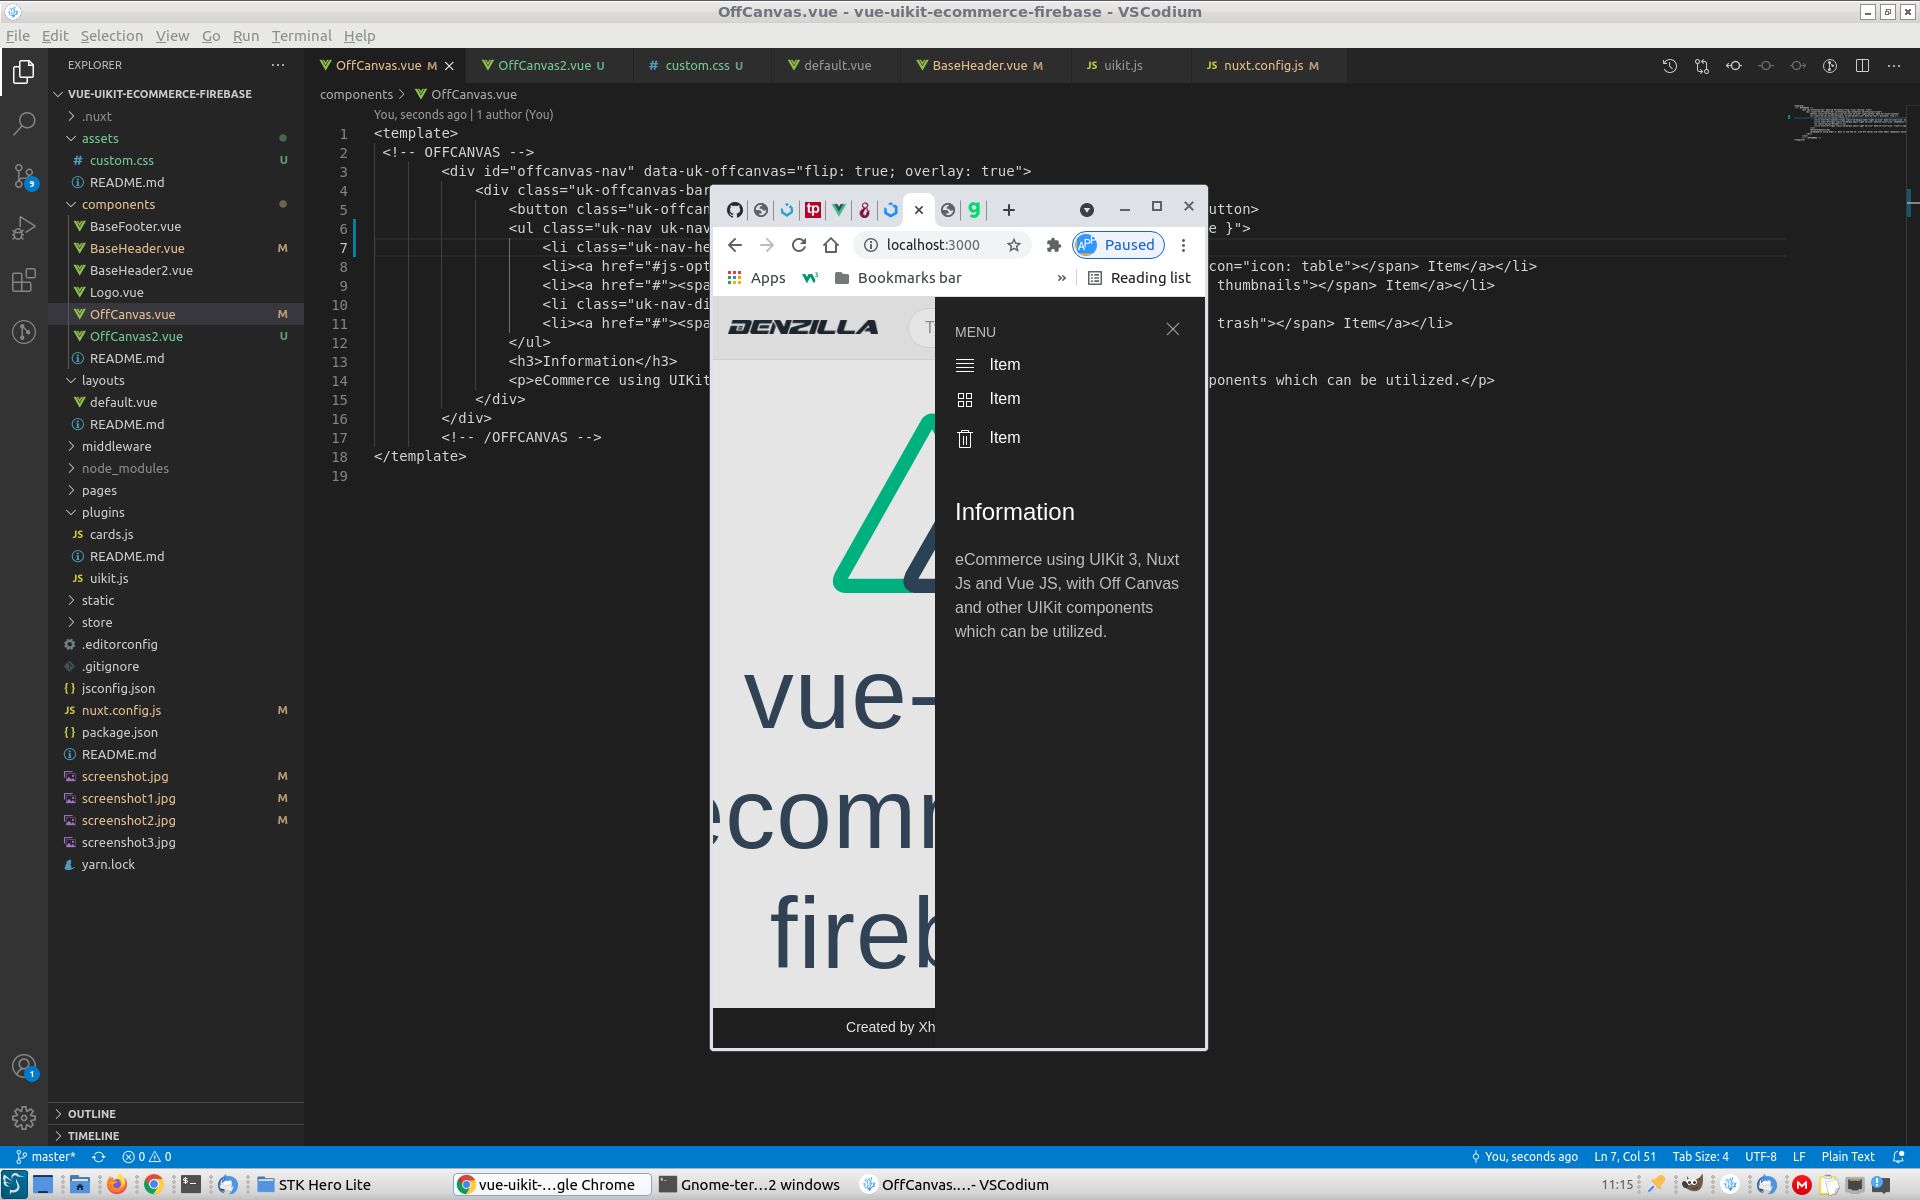 OffCanvas.vue - vue-uikit-ecommerce-firebase - VSCodium
File Edit Selection View Go Run Terminal Help
EXPLORER
OffCanvas.vue M
OffCanvas2.vue U
# custom.css U
default.vue
BaseHeader.vue M
JS uikit.js
JS nuxt.config.js M
VUE-UIKIT-ECOMMERCE-FIREBASE
.nuxt
assets
# custom.css U
README.md
components
BaseFooter.vue
BaseHeader.vue M
BaseHeader2.vue
Logo.vue
OffCanvas.vue M
OffCanvas2.vue U
README.md
layouts
default.vue
README.md
middleware
node_modules
pages
plugins
JS cards.js
README.md
JS uikit.js
static
store
.editorconfig
.gitignore
{} jsconfig.json
JS nuxt.config.js M
{} package.json
README.md
screenshot.jpg M
screenshot1.jpg M
screenshot2.jpg M
screenshot3.jpg
yarn.lock
OUTLINE
TIMELINE
9
1
components > OffCanvas.vue
You, seconds ago | 1 author (You)
1 <template>
2 <!-- OFFCANVAS -->
3 <div id="offcanvas-nav" data-uk-offcanvas="flip: true; overlay: true">
4 <div class="uk-offcanvas-bar
5 <button class="uk-offcan utton>
6 <ul class="uk-nav uk-nav e }">
7 <li class="uk-nav-he
8 <li><a href="#js-opt con="icon: table"></span> Item</a></li>
9 <li><a href="#"><spa thumbnails"></span> Item</a></li>
10 <li class="uk-nav-di
11 <li><a href="#"><spa trash"></span> Item</a></li>
12 </ul>
13 <h3>Information</h3>
14 <p>eCommerce using UIKit ponents which can be utilized.</p>
15 </div>
16 </div>
17 <!-- /OFFCANVAS -->
18 </template>
19
tp
g
localhost:3000
Paused
Apps
Bookmarks bar
»
Reading list
DENZILLA
MENU
Item
Item
Item
Information
eCommerce using UIKit 3, Nuxt
Js and Vue JS, with Off Canvas
and other UIKit components
which can be utilized.
vue-
ecomm
fireb
Created by Xh
master*
0 0
You, seconds ago
Ln 7, Col 51
Tab Size: 4
UTF-8
LF
Plain Text
STK Hero Lite
vue-uikit-...gle Chrome
Gnome-ter...2 windows
OffCanvas....- VSCodium
11:15